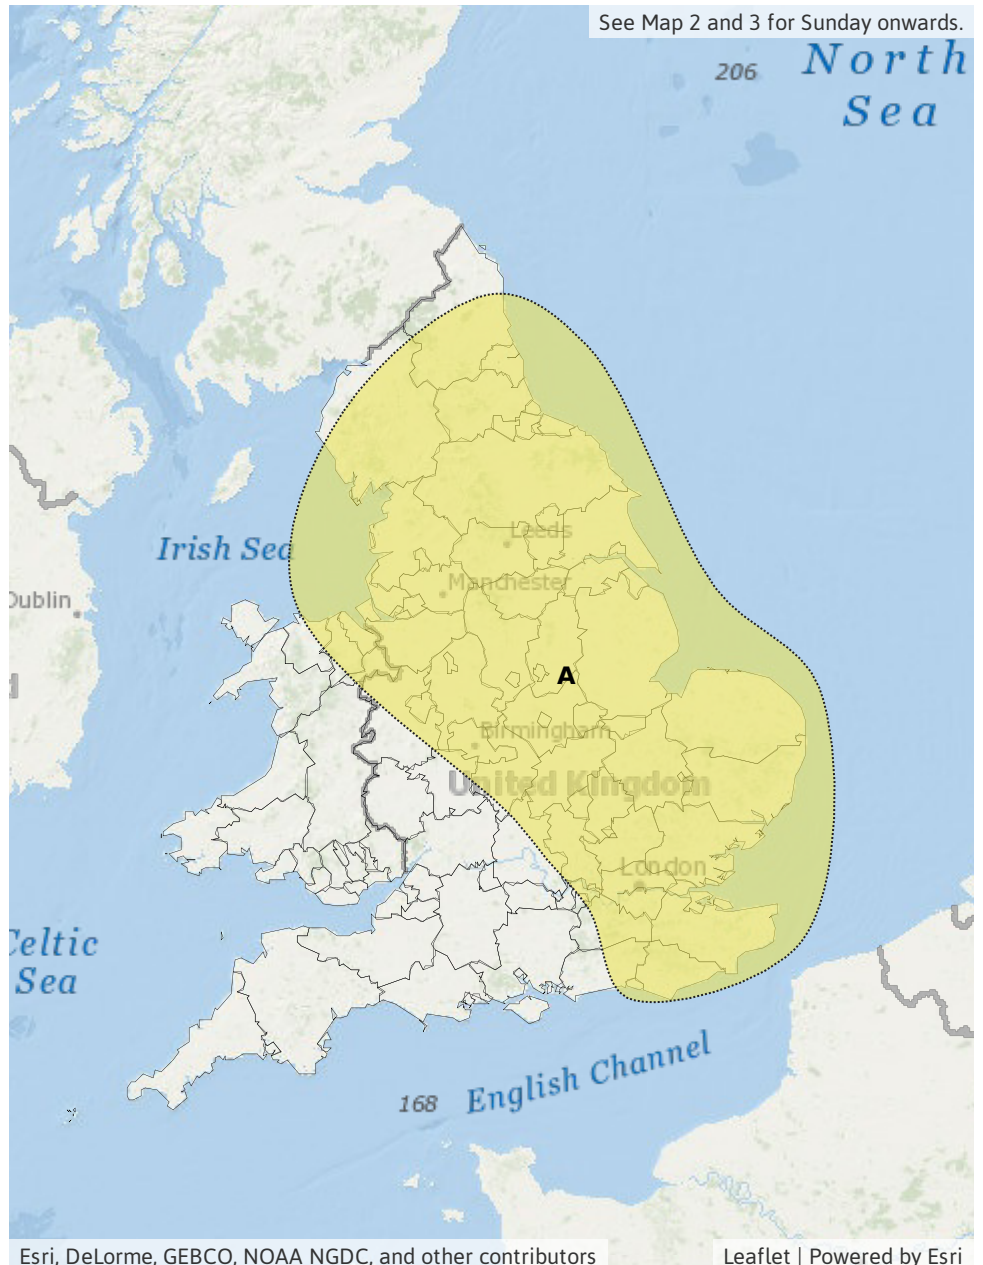 See Map 2 and 3 for Sunday onwards.
206
North
Sea
Leeds
Irish Sea
Manchester
Dublin
A
Birmingham
United Kingdom
London
Celtic
Sea
English Channel
168
Esri, DeLorme, GEBCO, NOAA NGDC, and other contributors
Leaflet | Powered by Esri